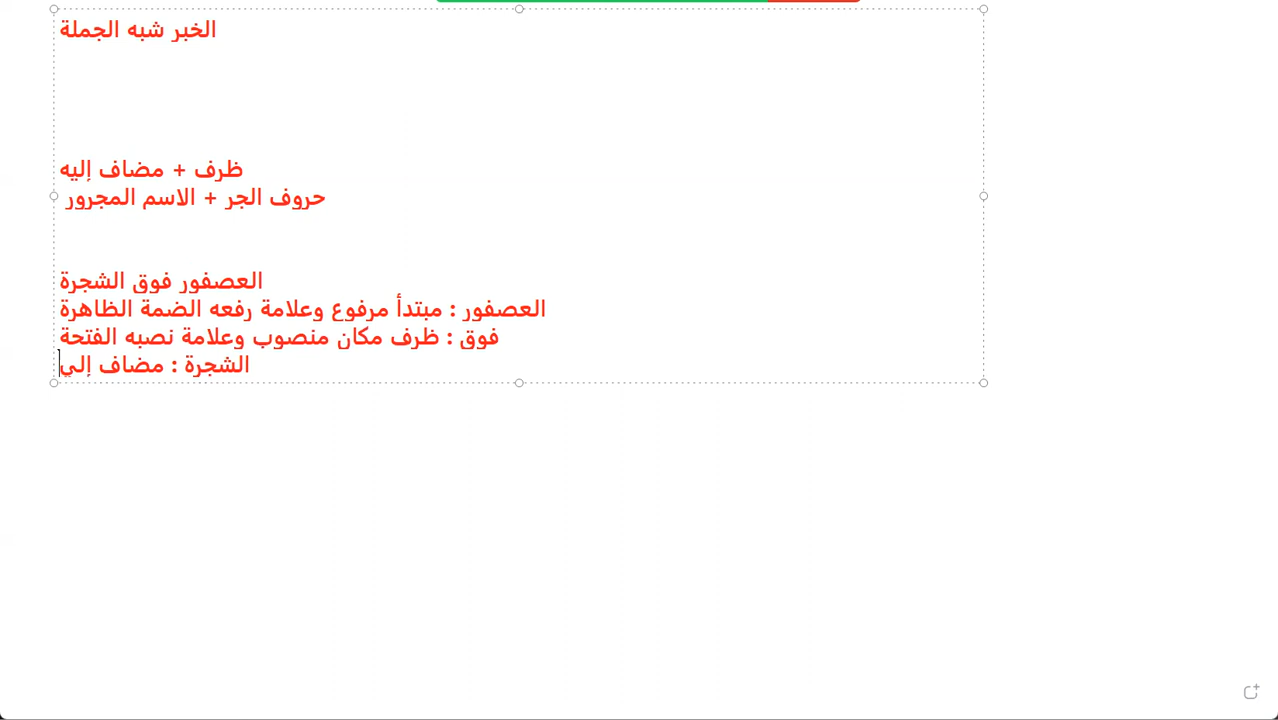 الخبر شبه الجملة
ظرف + مضاف إليه
حروف الجر + الاسم المجرور
العصفور فوق الشجرة
العصفور : مبتدأ مرفوع وعلامة رفعه الضمة الظاهرة
فوق : ظرف مكان منصوب وعلامة نصبه الفتحة
الشجرة : مضاف إلي